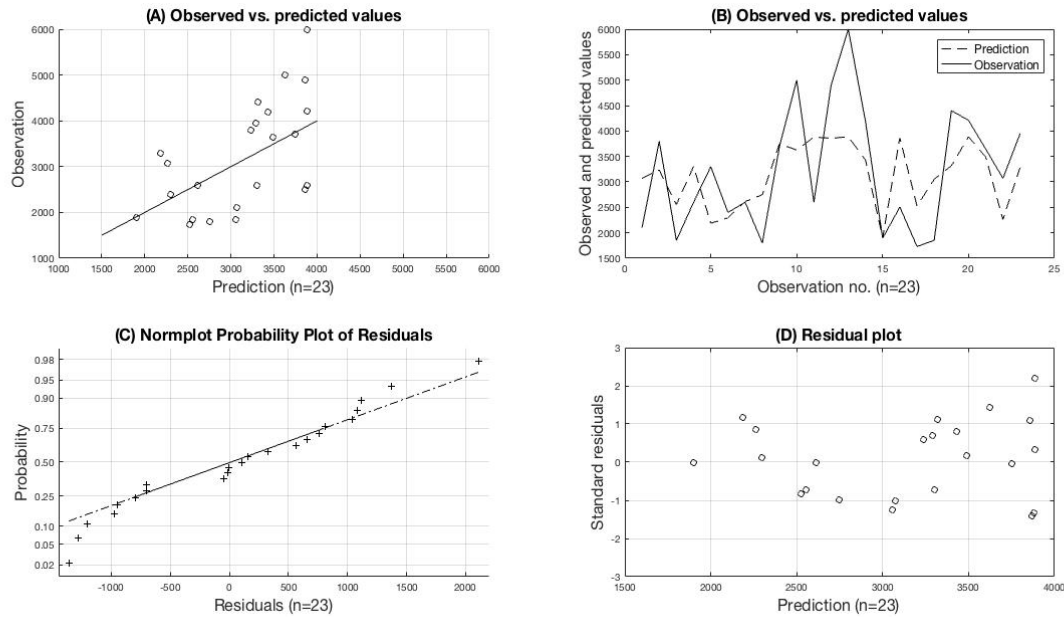 (A) Observed vs. predicted values
6000
5000
4000
3000
2000
1000
Observation
1000 1500 2000 2500 3000 3500 4000 4500 5000 5500 6000
Prediction (n=23)
(B) Observed vs. predicted values
6000
5500
5000
4500
4000
3500
3000
2500
2000
1500
Observed and predicted values
Prediction
Observation
0 5 10 15 20 25
Observation no. (n=23)
(C) Normplot Probability Plot of Residuals
0.98
0.95
0.90
0.75
0.50
0.25
0.10
0.05
0.02
Probability
-1000 -500 0 500 1000 1500 2000
Residuals (n=23)
(D) Residual plot
3
2
1
0
-1
-2
-3
Standard residuals
1500 2000 2500 3000 3500 4000
Prediction (n=23)